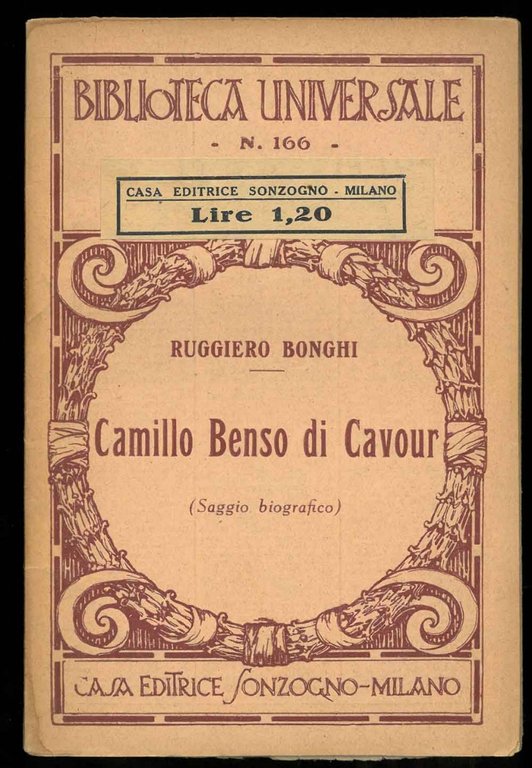 BIBLIOTECA UNIVERSALE
- N. 166 -
CASA EDITRICE SONZOGNO - MILANO
Lire 1,20
RUGGIERO BONGHI
Camillo Benso di Cavour
(Saggio biografico)
CASA EDITRICE SONZOGNO-MILANO